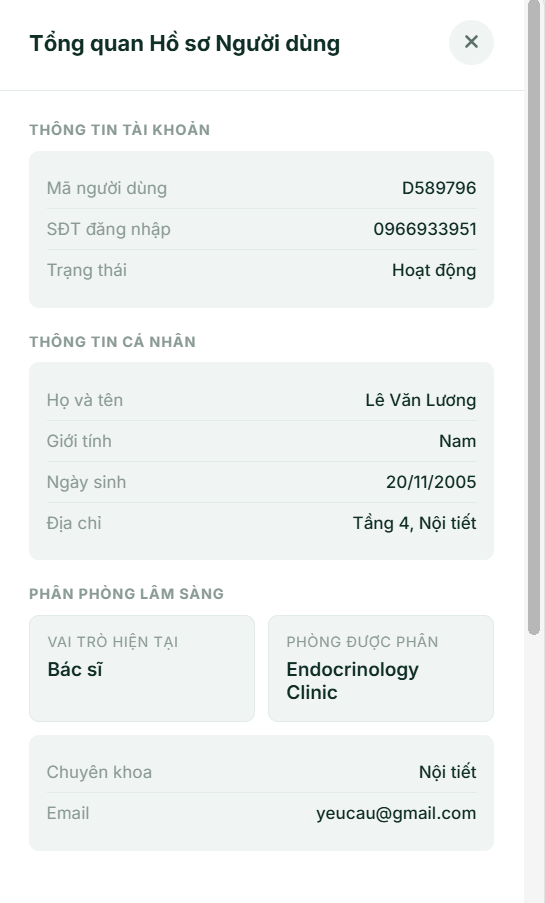 Tổng quan Hồ sơ Người dùng
THÔNG TIN TÀI KHOẢN
Mã người dùng D589796
SĐT đăng nhập 0966933951
Trạng thái Hoạt động
THÔNG TIN CÁ NHÂN
Họ và tên Lê Văn Lương
Giới tính Nam
Ngày sinh 20/11/2005
Địa chỉ Tầng 4, Nội tiết
PHÂN PHÒNG LÂM SÀNG
VAI TRÒ HIỆN TẠI
Bác sĩ
PHÒNG ĐƯỢC PHÂN
Endocrinology
Clinic
Chuyên khoa Nội tiết
Email yeucau@gmail.com